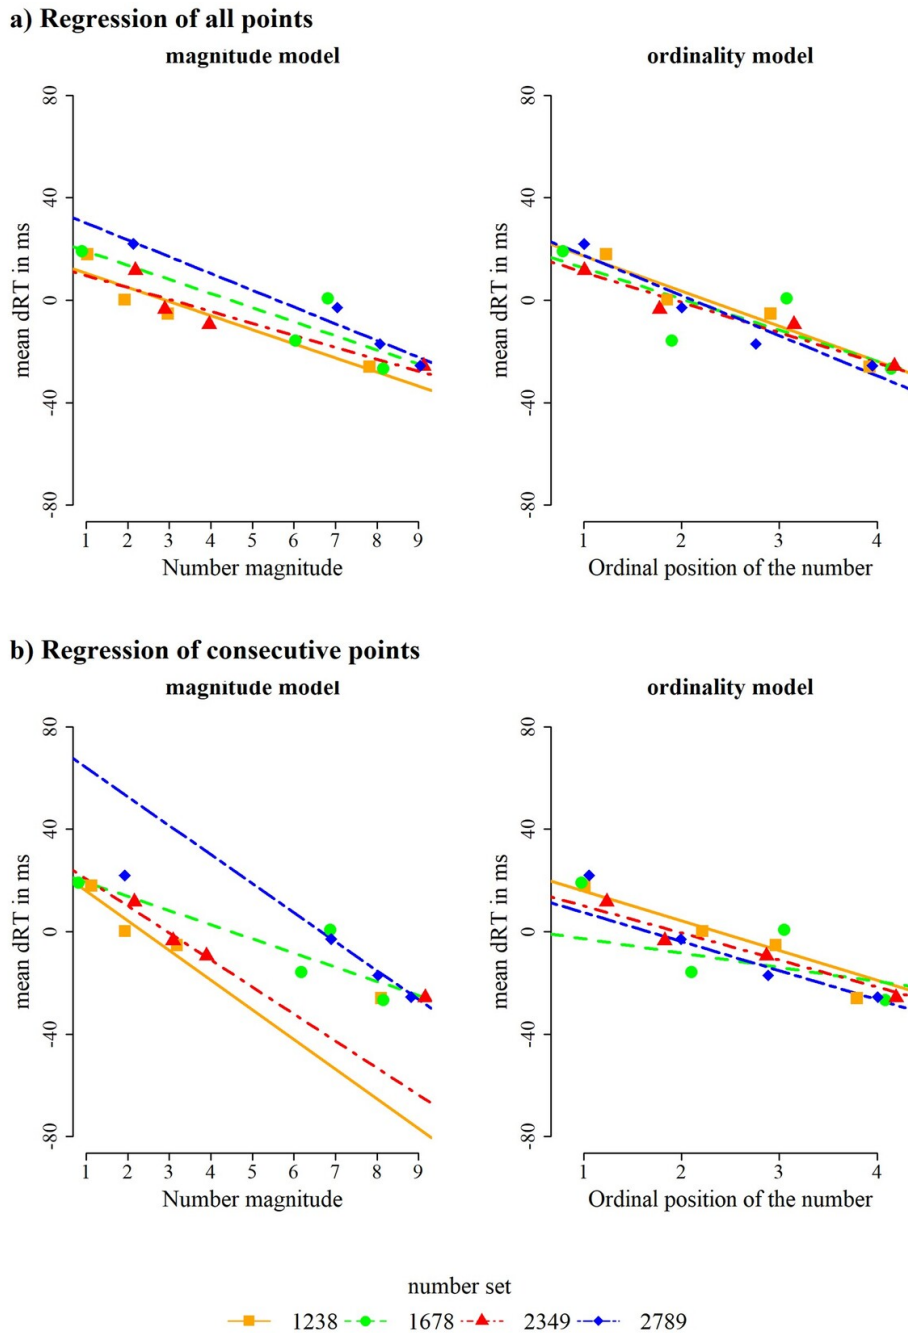 a) Regression of all points
magnitude model
ordinality model
80
40
0
-40
-80
mean dRT in ms
1 2 3 4 5 6 7 8 9
Number magnitude
80
40
0
-40
-80
mean dRT in ms
1 2 3 4
Ordinal position of the number
b) Regression of consecutive points
magnitude model
ordinality model
80
40
0
-40
-80
mean dRT in ms
1 2 3 4 5 6 7 8 9
Number magnitude
80
40
0
-40
-80
mean dRT in ms
1 2 3 4
Ordinal position of the number
number set
1238 1678 2349 2789